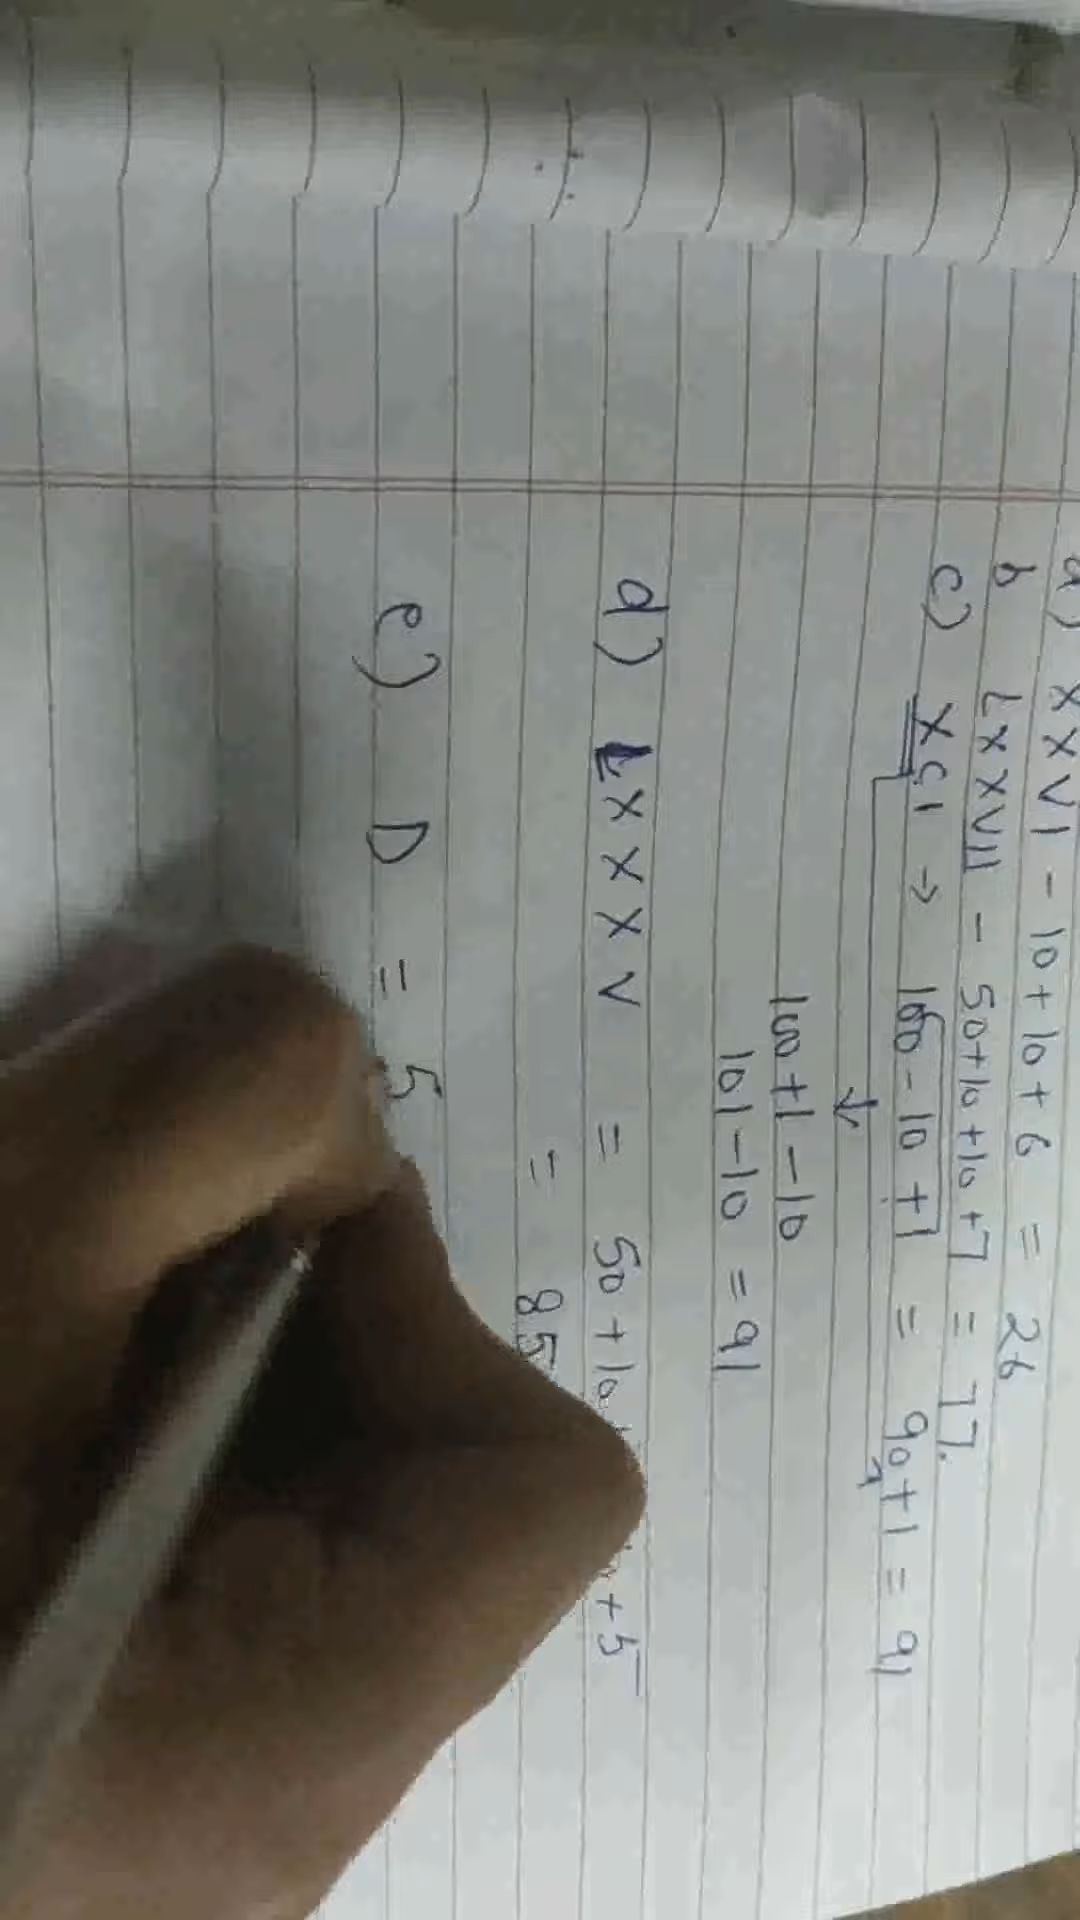 a) XXVI - 10+10+6 = 26
b LXXVII - 50+10+10+7 = 77.
c) XCI → 100-10+1 = 90+1 = 91
100+1-10
101-10 = 91
d) LXXXV = 50+10+ +5
= 85
e) D = 5